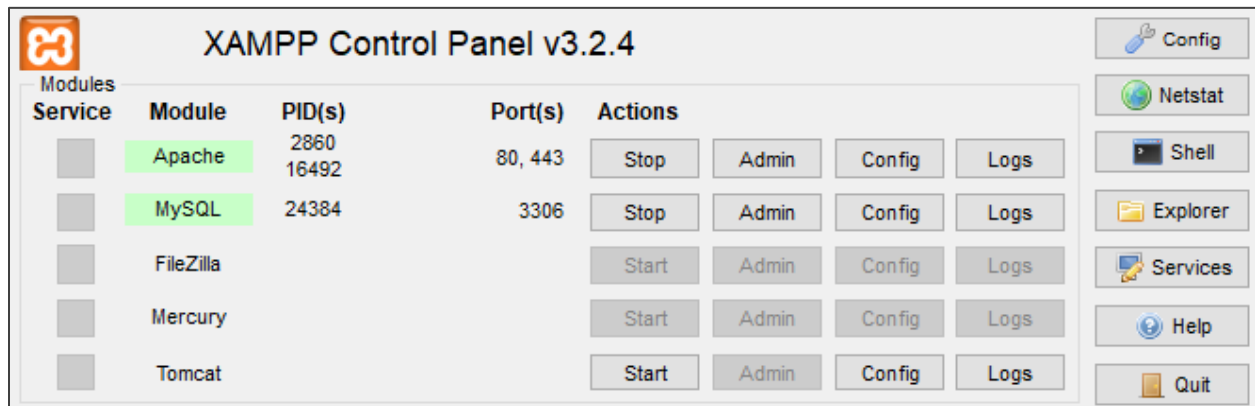 XAMPP Control Panel v3.2.4
Config
Modules
Service Module PID(s) Port(s) Actions
Netstat
Apache 2860 16492 80, 443 Stop Admin Config Logs
Shell
MySQL 24384 3306 Stop Admin Config Logs
Explorer
FileZilla Start Admin Config Logs
Services
Mercury Start Admin Config Logs
Help
Tomcat Start Admin Config Logs
Quit